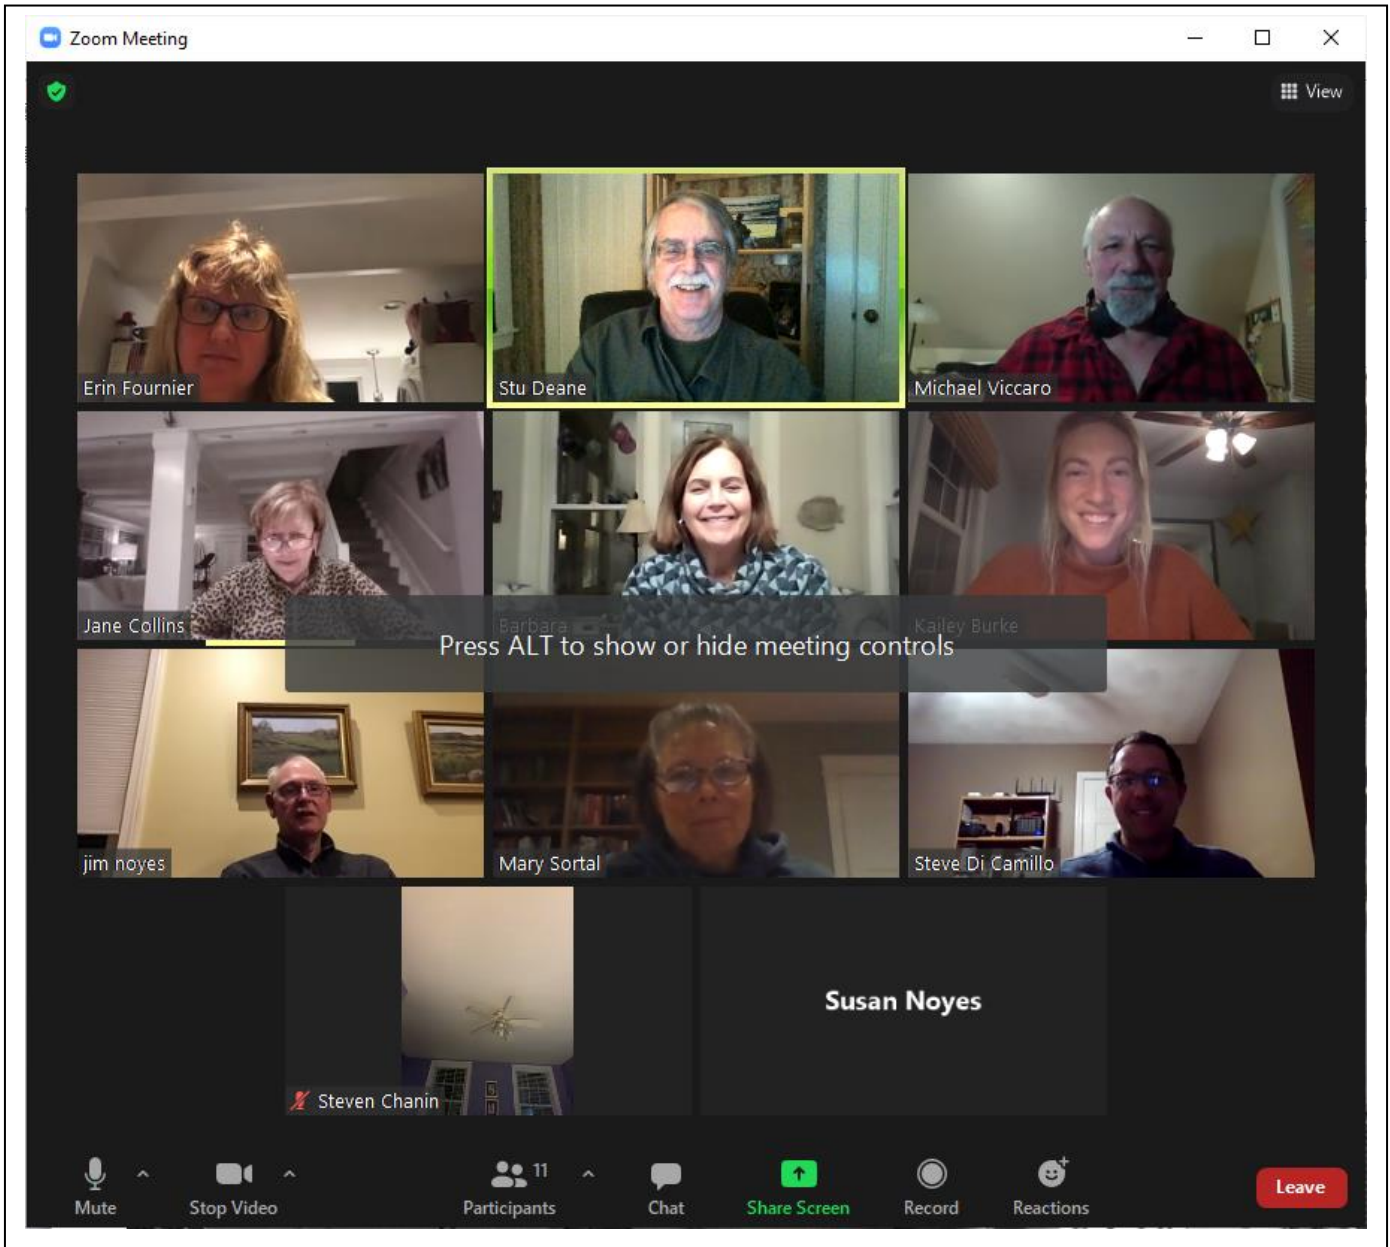 Zoom Meeting
View
Erin Fournier
Stu Deane
Michael Viccaro
Jane Collins
Barbara
Kailey Burke
Press ALT to show or hide meeting controls
jim noyes
Mary Sortal
Steve Di Camillo
Steven Chanin
Susan Noyes
Mute
Stop Video
Participants
11
Chat
Share Screen
Record
Reactions
Leave